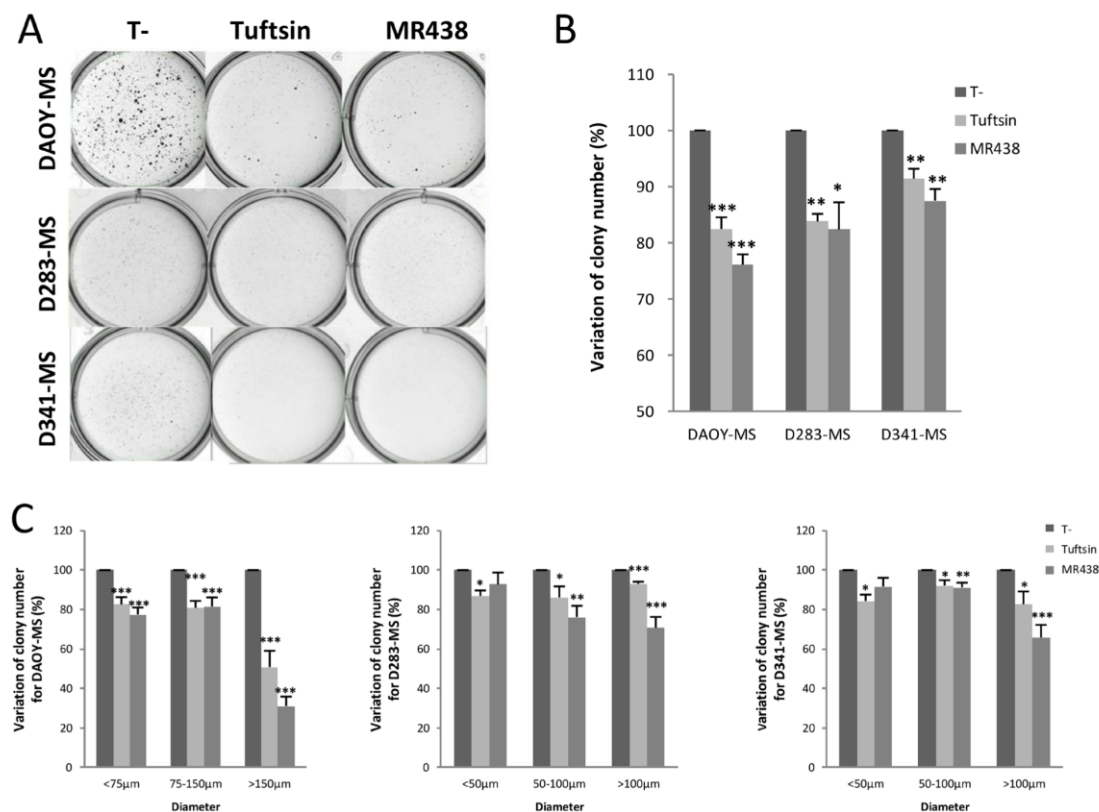 A
T-
Tuftsin
MR438
DAOY-MS
D283-MS
D341-MS
B
Variation of clony number (%)
110
100
90
80
70
60
50
***
***
**
*
**
**
DAOY-MS
D283-MS
D341-MS
T-
Tuftsin
MR438
C
Variation of clony number
for DAOY-MS (%)
120
100
80
60
40
20
0
***
***
***
***
***
***
<75μm
75-150μm
>150μm
Diameter
Variation of clony number
for D283-MS (%)
120
100
80
60
40
20
0
*
*
**
***
***
<50μm
50-100μm
>100μm
Diameter
variation of clony number
for D341-MS (%)
120
100
80
60
40
20
0
*
*
**
*
***
<50μm
50-100μm
>100μm
Diameter
T-
Tuftsin
MR438